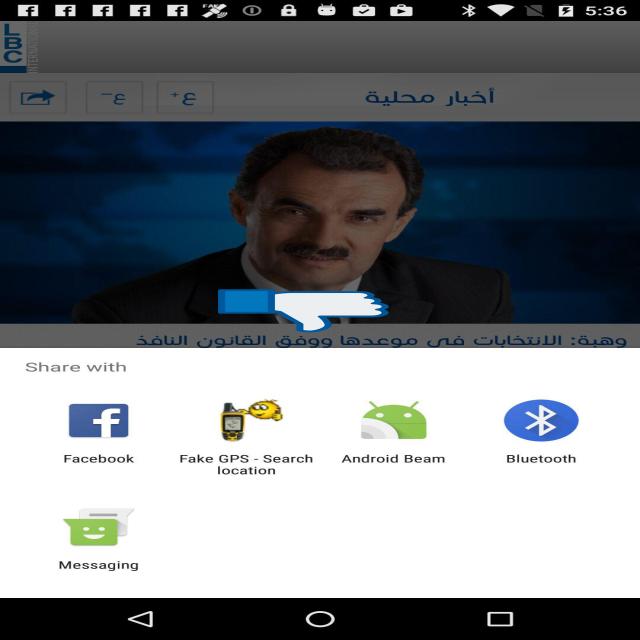 5:36
LBC
INTERNATIONAL
ع− ع+ أخبار محلية
وهبة: الانتخابات في موعدها ووفق القانون النافذ
Share with
Facebook
Fake GPS - Search location
Android Beam
Bluetooth
Messaging